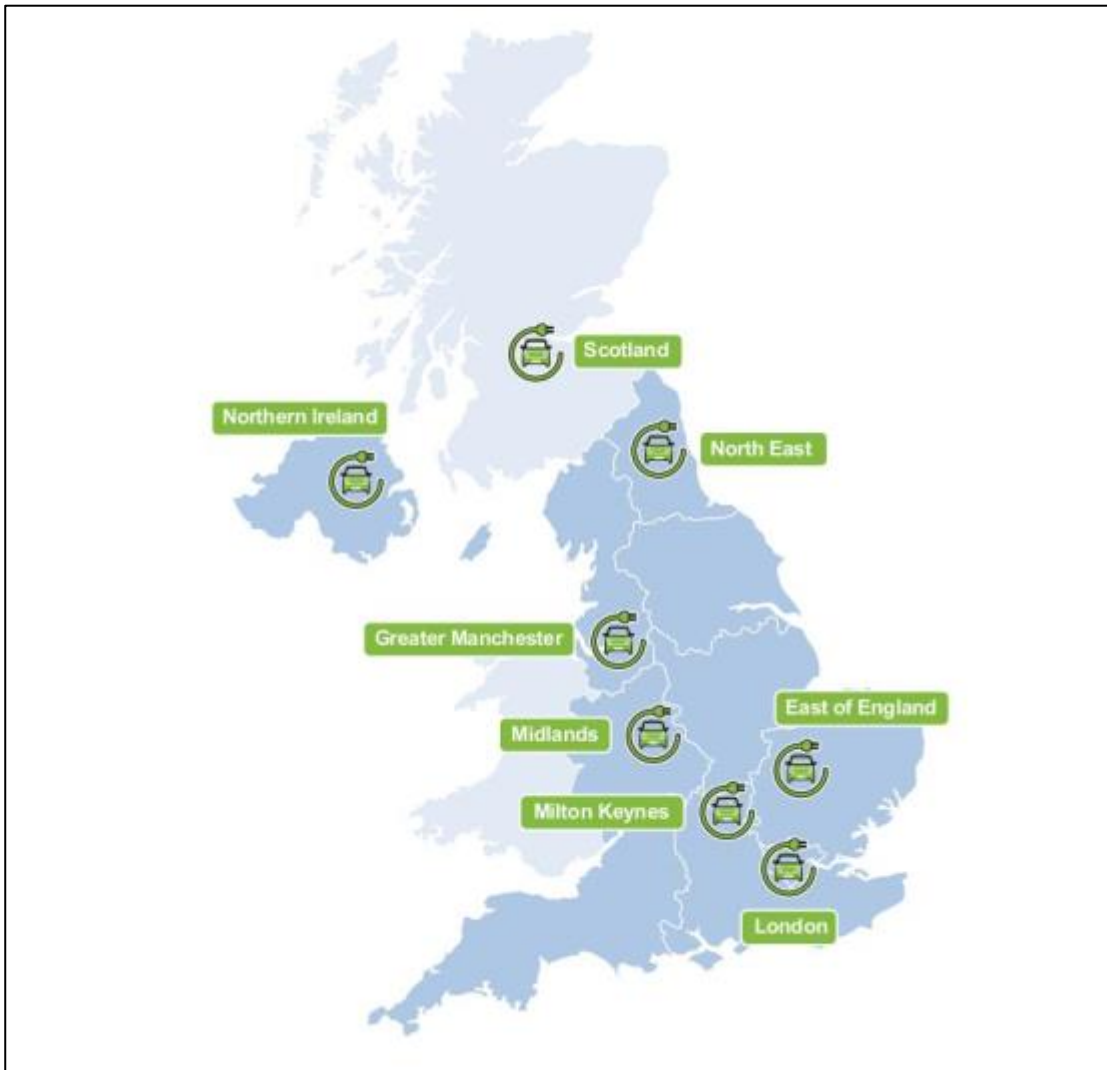 Scotland
Northern Ireland
North East
Greater Manchester
East of England
Midlands
Milton Keynes
London